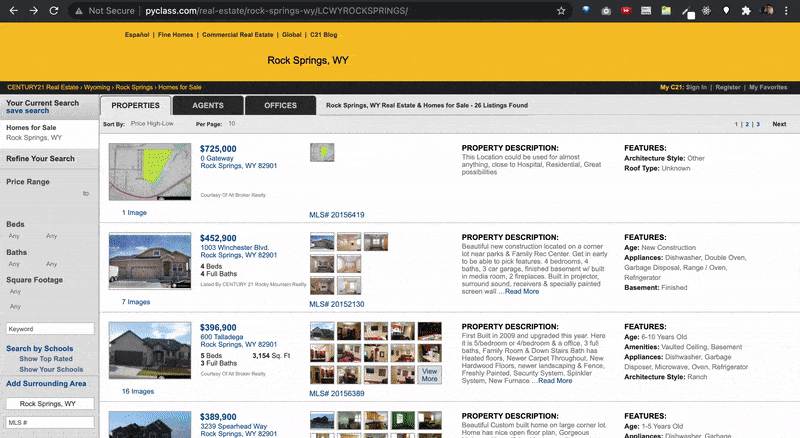 Not Secure | pyclass.com/real-estate/rock-springs-wy/LCWYROCKSPRINGS/
Español | Fine Homes | Commercial Real Estate | Global | C21 Blog
Rock Springs, WY
CENTURY21 Real Estate › Wyoming › Rock Springs › Homes for Sale
My C21: Sign In | Register | My Favorites
Your Current Search
save search
Homes for Sale
Rock Springs, WY
Refine Your Search
Price Range
to
Beds
Any Any
Baths
Any Any
Square Footage
Any
Any
Keyword
Search by Schools
Show Top Rated
Show Your Schools
Add Surrounding Area
Rock Springs, WY
MLS #
PROPERTIES AGENTS OFFICES
Rock Springs, WY Real Estate & Homes for Sale - 26 Listings Found
Sort By: Price High-Low Per Page: 10
1 | 2 | 3 Next
$725,000
0 Gateway
Rock Springs, WY 82901
Courtesy Of All Broker Realty
1 Image
MLS# 20156419
PROPERTY DESCRIPTION:
This Location could be used for almost
anything, close to Hospital, Residential, Great
possibilities
FEATURES:
Architecture Style: Other
Roof Type: Unknown
$452,900
1003 Winchester Blvd.
Rock Springs, WY 82901
4 Beds
4 Full Baths
Listed By CENTURY 21 Rocky Mountain Realty
7 Images
MLS# 20152130
PROPERTY DESCRIPTION:
Beautiful new construction located on a corner
lot near parks & Family Rec Center. Get in early
to be able to pick features. 4 bedrooms, 4
baths, 3 car garage, finished basement w/ built
in media room, 2 fireplaces. Built in projector,
surround sound, receivers & specially painted
screen wall ...Read More
FEATURES:
Age: New Construction
Appliances: Dishwasher, Double Oven,
Garbage Disposal, Range / Oven,
Refrigerator
Basement: Finished
$396,900
600 Talladega
Rock Springs, WY 82901
5 Beds 3,154 Sq. Ft
3 Full Baths
Courtesy Of All Broker Realty
16 Images
View
More
MLS# 20156389
PROPERTY DESCRIPTION:
First Built in 2009 and upgraded this year. Here
it is 5/bedroom or 4/bedroom & a office, 3 full
baths, Family Room & Down Stairs Bath has
Heated floors, Newer Carpet Throughout, New
Hardwood Floors, newer landscaping & Fence,
Freshly Painted, Security System, Spinkler
System, New Furnace ...Read More
FEATURES:
Age: 6-10 Years Old
Amenities: Vaulted Ceiling, Basement
Appliances: Dishwasher, Garbage
Disposer, Microwave, Oven, Refrigerator
Architecture Style: Ranch
$389,900
3239 Spearhead Way
Rock Springs, WY 82901
PROPERTY DESCRIPTION:
Beautiful Custom built home on large corner lot.
Home has nice open floor plan, Gorgeous
FEATURES:
Age: 1-5 Years Old
Appliances: Dishwasher, Garbage